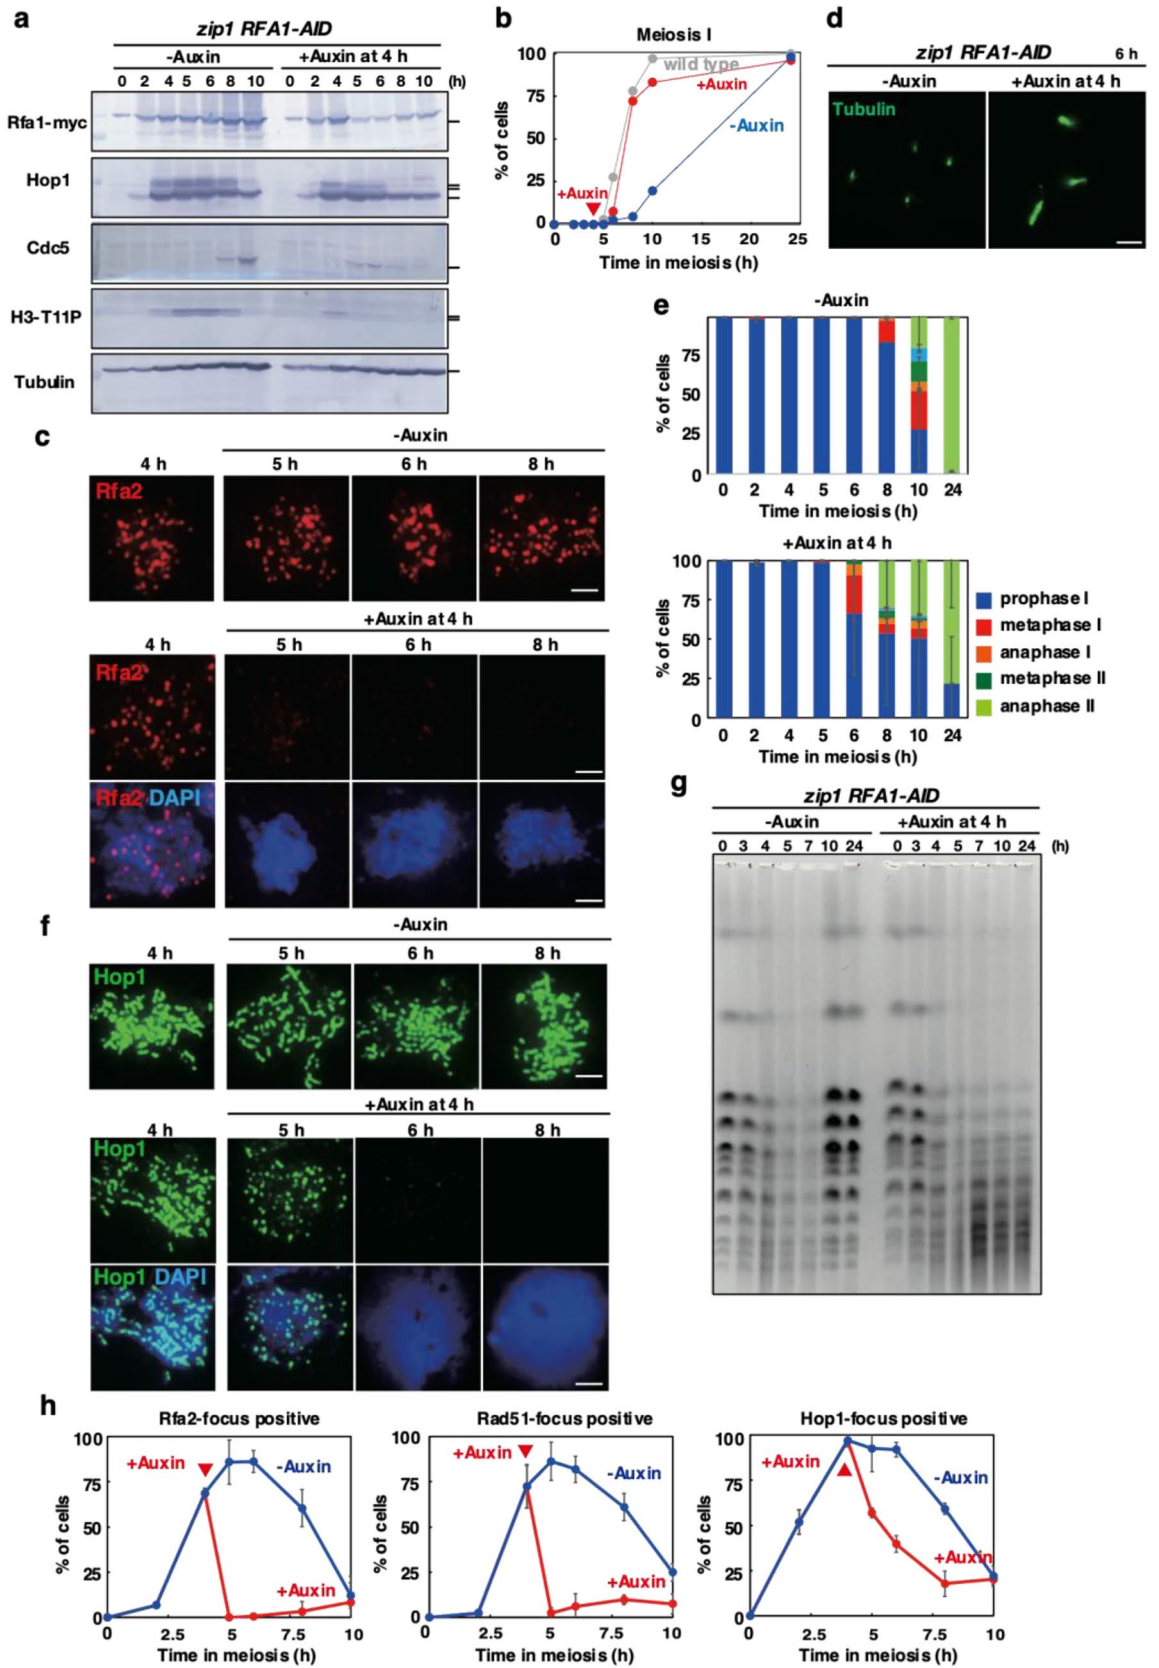 a
zip1 RFA1-AID
-Auxin +Auxin at 4 h
0 2 4 5 6 8 10 0 2 4 5 6 8 10 (h)
Rfa1-myc
Hop1
Cdc5
H3-T11P
Tubulin
b
Meiosis I
100
75
50
25
0
% of cells
wild type
+Auxin
-Auxin
+Auxin
0 5 10 15 20 25
Time in meiosis (h)
d
zip1 RFA1-AID 6 h
-Auxin +Auxin at 4 h
Tubulin
c
-Auxin
4 h 5 h 6 h 8 h
Rfa2
+Auxin at 4 h
4 h 5 h 6 h 8 h
Rfa2
Rfa2 DAPI
e
-Auxin
75
50
25
0
% of cells
0 2 4 5 6 8 10 24
Time in meiosis (h)
+Auxin at 4 h
100
75
50
25
0
% of cells
0 2 4 5 6 8 10 24
Time in meiosis (h)
prophase I
metaphase I
anaphase I
metaphase II
anaphase II
f
-Auxin
4 h 5 h 6 h 8 h
Hop1
+Auxin at 4 h
4 h 5 h 6 h 8 h
Hop1
Hop1 DAPI
g
zip1 RFA1-AID
-Auxin +Auxin at 4 h
0 3 4 5 7 10 24 0 3 4 5 7 10 24 (h)
h
Rfa2-focus positive
100
75
50
25
0
% of cells
+Auxin
-Auxin
+Auxin
0 2.5 5 7.5 10
Time in meiosis (h)
Rad51-focus positive
100
75
50
25
0
% of cells
+Auxin
-Auxin
+Auxin
0 2.5 5 7.5 10
Time in meiosis (h)
Hop1-focus positive
100
75
50
25
0
% of cells
+Auxin
-Auxin
+Auxin
0 2.5 5 7.5 10
Time in meiosis (h)